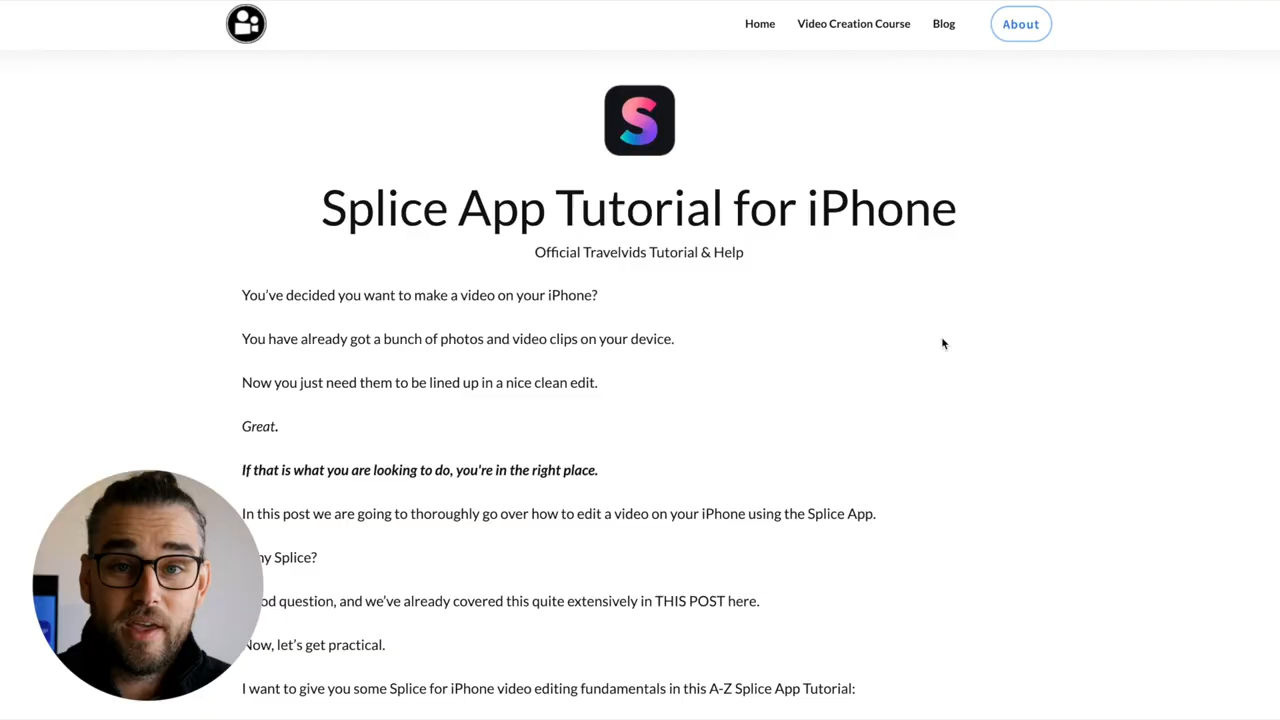 Home Video Creation Course Blog About
S
Splice App Tutorial for iPhone
Official Travelvids Tutorial & Help
You've decided you want to make a video on your iPhone?
You have already got a bunch of photos and video clips on your device.
Now you just need them to be lined up in a nice clean edit.
Great.
If that is what you are looking to do, you're in the right place.
In this post we are going to thoroughly go over how to edit a video on your iPhone using the Splice App.
hy Splice?
od question, and we've already covered this quite extensively in THIS POST here.
Now, let's get practical.
I want to give you some Splice for iPhone video editing fundamentals in this A-Z Splice App Tutorial: